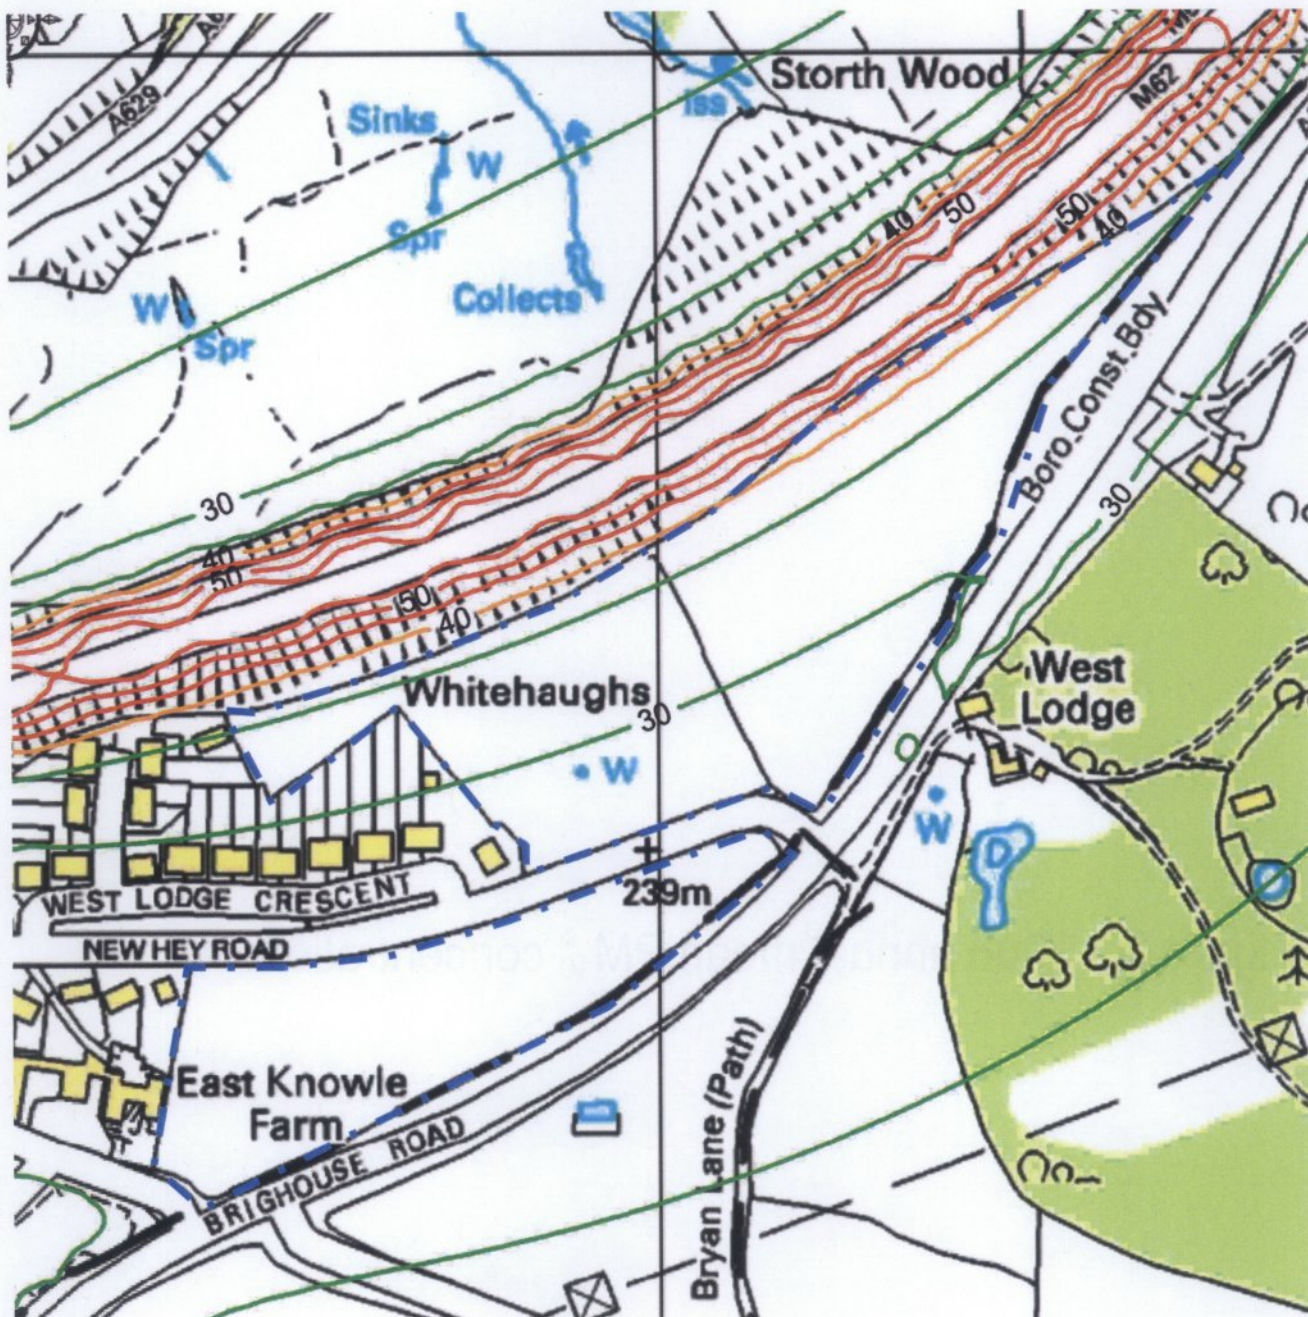 M62
Storth Wood
A629
Iss
Sinks
W
Spr
Collects
W
Spr
40
50
50
40
Boro Const Bdy
30
30
40
50
50
40
West
Lodge
Whitehaughs
30
W
W
D
239m
WEST LODGE CRESCENT
NEW HEY ROAD
East Knowle
Farm
BRIGHOUSE ROAD
Bryan Lane (Path)